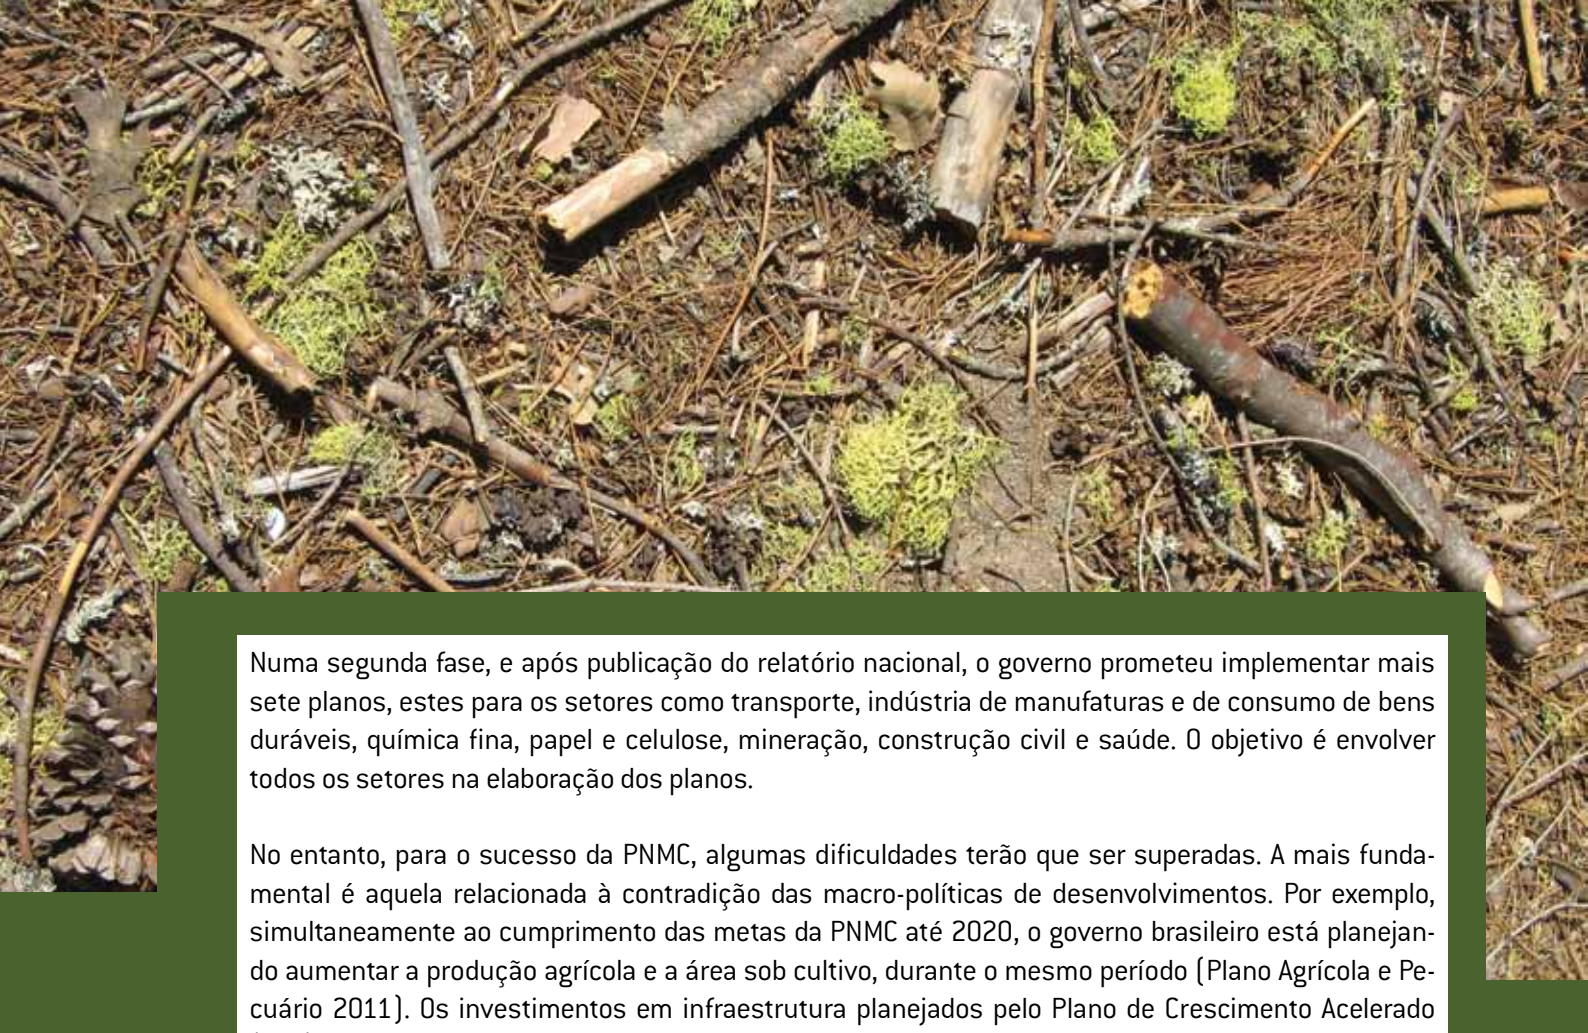 Numa segunda fase, e após publicação do relatório nacional, o governo prometeu implementar mais
sete planos, estes para os setores como transporte, indústria de manufaturas e de consumo de bens
duráveis, química fina, papel e celulose, mineração, construção civil e saúde. O objetivo é envolver
todos os setores na elaboração dos planos.
No entanto, para o sucesso da PNMC, algumas dificuldades terão que ser superadas. A mais funda-
mental é aquela relacionada à contradição das macro-políticas de desenvolvimentos. Por exemplo,
simultaneamente ao cumprimento das metas da PNMC até 2020, o governo brasileiro está planejan-
do aumentar a produção agrícola e a área sob cultivo, durante o mesmo período (Plano Agrícola e Pe-
cuário 2011). Os investimentos em infraestrutura planejados pelo Plano de Crescimento Acelerado